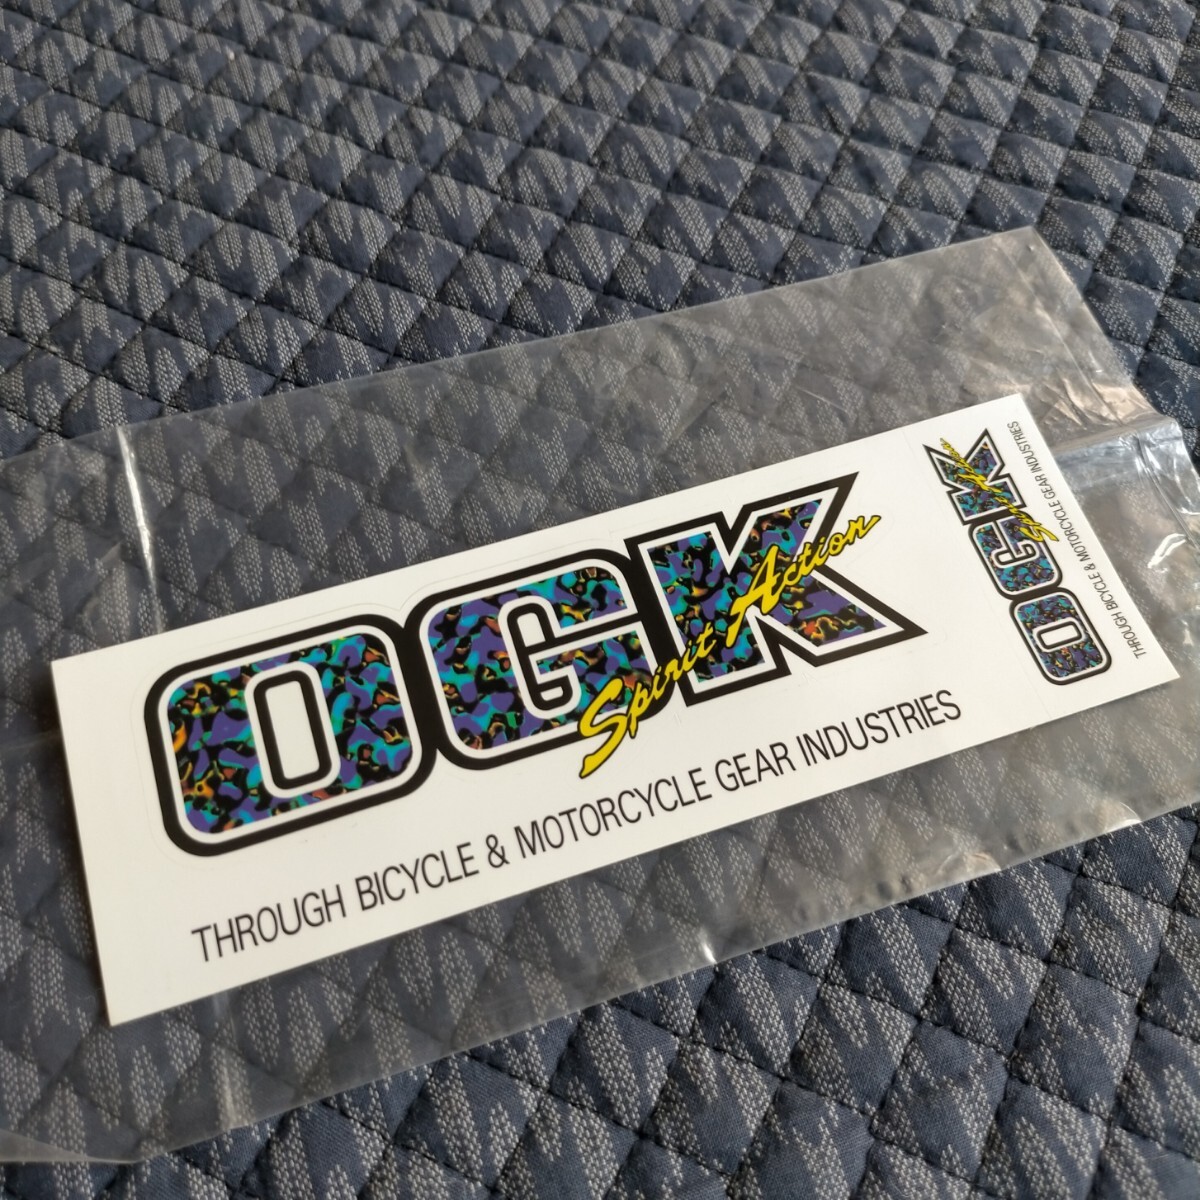 OGK
Spirit Action
THROUGH BICYCLE & MOTORCYCLE GEAR INDUSTRIES
OGK
Spirit Action
THROUGH BICYCLE & MOTORCYCLE GEAR INDUSTRIES